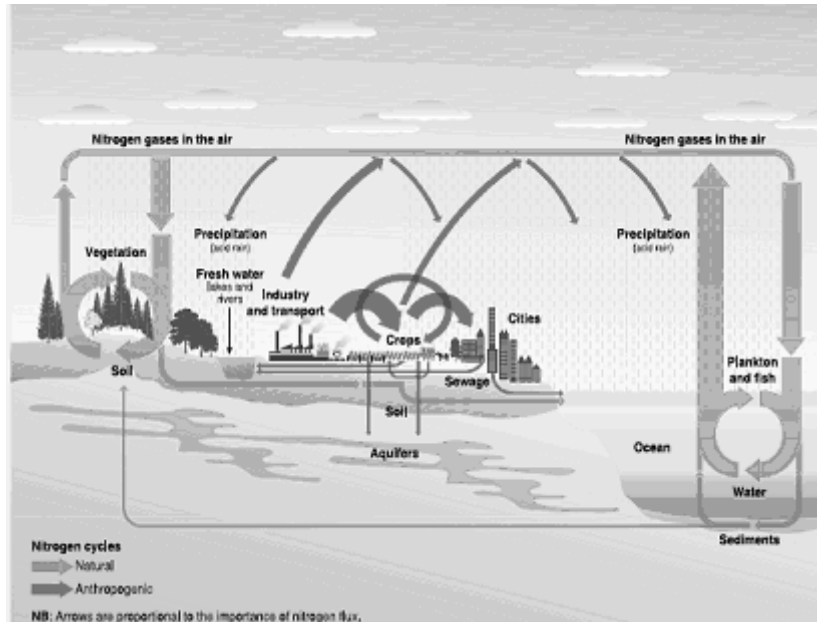 Nitrogen gases in the air
Nitrogen gases in the air
Precipitation
(acid rain)
Precipitation
(acid rain)
Vegetation
Fresh water
(lakes and
rivers
Industry
and transport
Cities
Crops
Plankton
and fish
Soil
Sewage
Soil
Ocean
Aquifers
Water
Sediments
Nitrogen cycles
Natural
Anthropogenic
NB: Arrows are proportional to the importance of nitrogen flux.